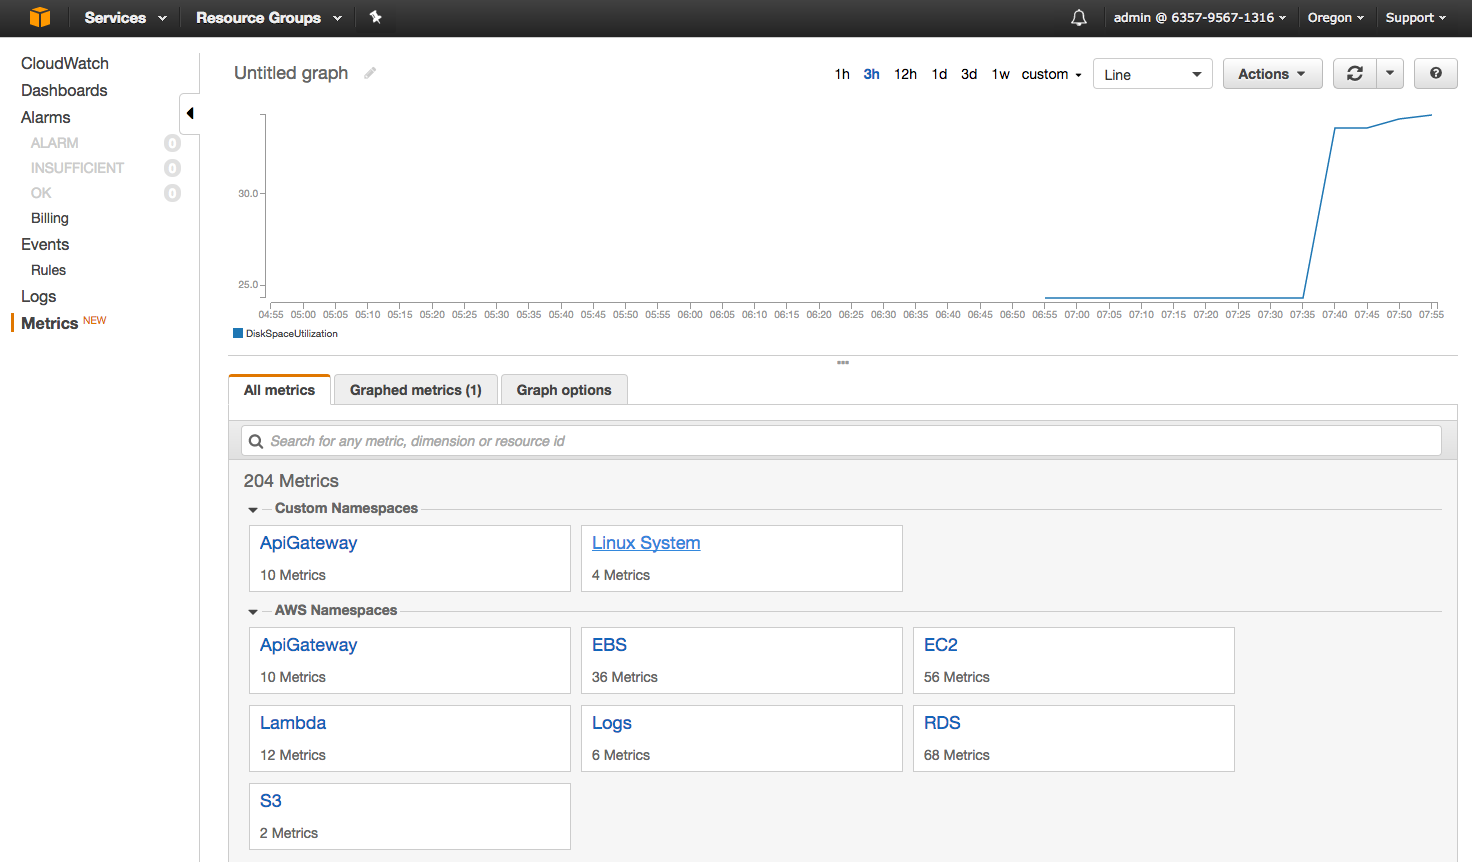 Services Resource Groups admin @ 6357-9567-1316 Oregon Support
CloudWatch
Dashboards
Alarms
ALARM 0
INSUFFICIENT 0
OK 0
Billing
Events
Rules
Logs
Metrics NEW
Untitled graph 1h 3h 12h 1d 3d 1w custom Line Actions ?
30.0
25.0
04:55 05:00 05:05 05:10 05:15 05:20 05:25 05:30 05:35 05:40 05:45 05:50 05:55 06:00 06:05 06:10 06:15 06:20 06:25 06:30 06:35 06:40 06:45 06:50 06:55 07:00 07:05 07:10 07:15 07:20 07:25 07:30 07:35 07:40 07:45 07:50 07:55
DiskSpaceUtilization
All metrics Graphed metrics (1) Graph options
Search for any metric, dimension or resource id
204 Metrics
Custom Namespaces
ApiGateway Linux System
10 Metrics 4 Metrics
AWS Namespaces
ApiGateway EBS EC2
10 Metrics 36 Metrics 56 Metrics
Lambda Logs RDS
12 Metrics 6 Metrics 68 Metrics
S3
2 Metrics